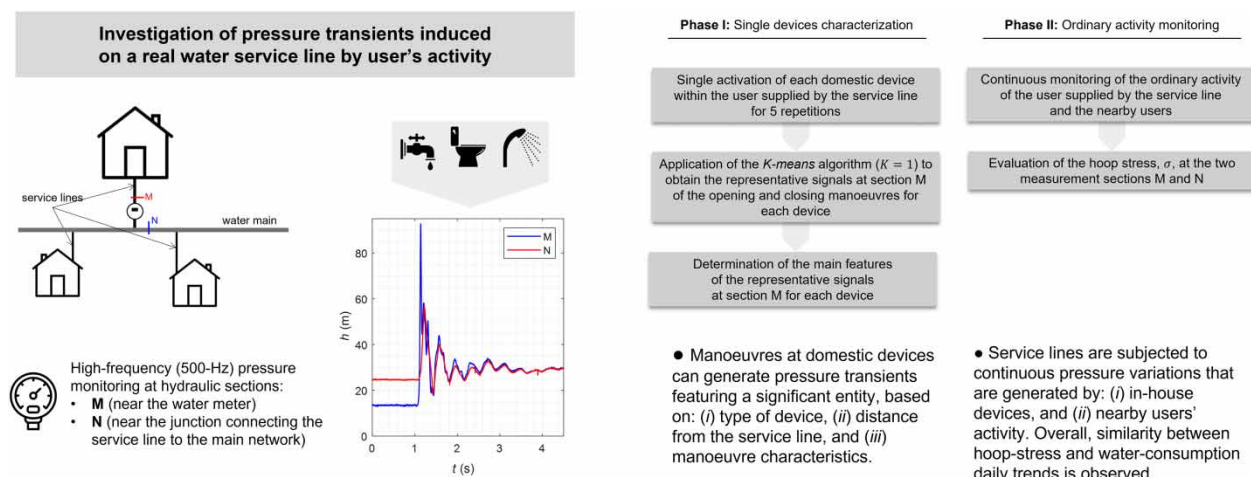 Investigation of pressure transients induced
on a real water service line by user's activity
service lines
M
N
water main
High-frequency (500-Hz) pressure
monitoring at hydraulic sections:
• M (near the water meter)
• N (near the junction connecting the
service line to the main network)
M
N
h (m)
80
60
40
20
0
0 1 2 3 4
t (s)
Phase I: Single devices characterization
Single activation of each domestic device
within the user supplied by the service line
for 5 repetitions
Application of the K-means algorithm (K = 1) to
obtain the representative signals at section M
of the opening and closing manoeuvres for
each device
Determination of the main features
of the representative signals
at section M for each device
● Manoeuvres at domestic devices
can generate pressure transients
featuring a significant entity, based
on: (i) type of device, (ii) distance
from the service line, and (iii)
manoeuvre characteristics.
Phase II: Ordinary activity monitoring
Continuous monitoring of the ordinary activity
of the user supplied by the service line
and the nearby users
Evaluation of the hoop stress, σ, at the two
measurement sections M and N
● Service lines are subjected to
continuous pressure variations that
are generated by: (i) in-house
devices, and (ii) nearby users'
activity. Overall, similarity between
hoop-stress and water-consumption
daily trends is observed.